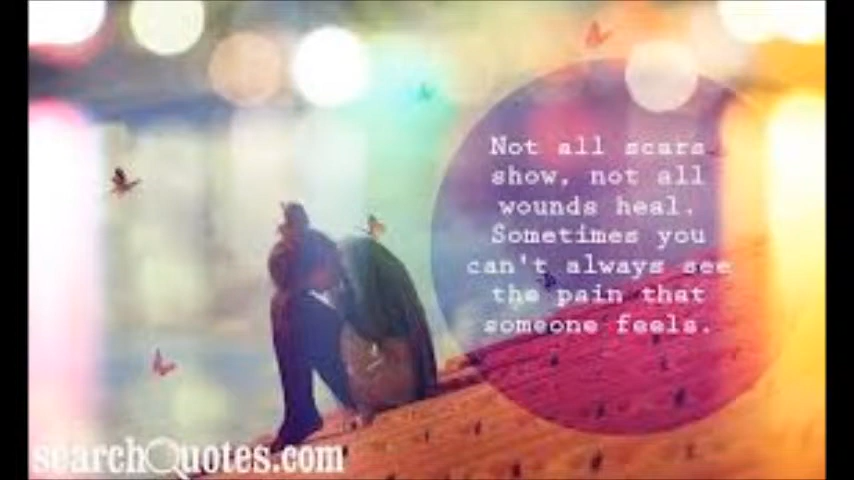 Not all scars
show, not all
wounds heal.
Sometimes you
can't always see
the pain that
someone feels.
searchQuotes.com